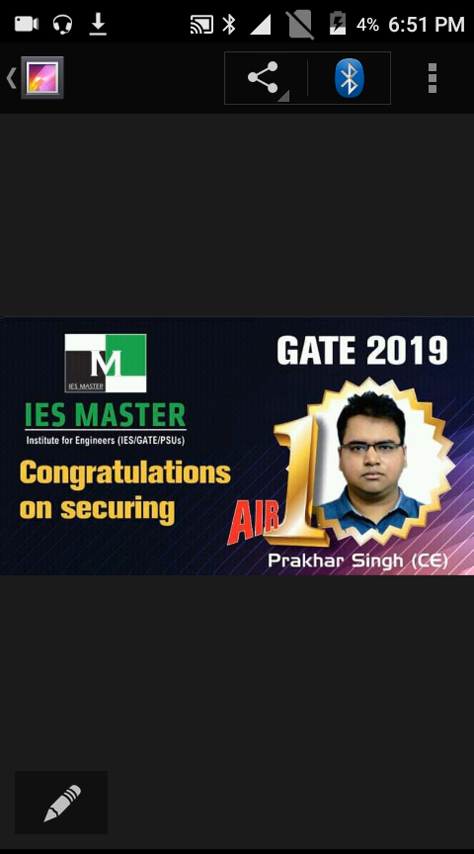 4% 6:51 PM
GATE 2019
M
IES MASTER
IES MASTER
Institute for Engineers (IES/GATE/PSUs)
Congratulations
on securing
AIR 1
Prakhar Singh (CE)